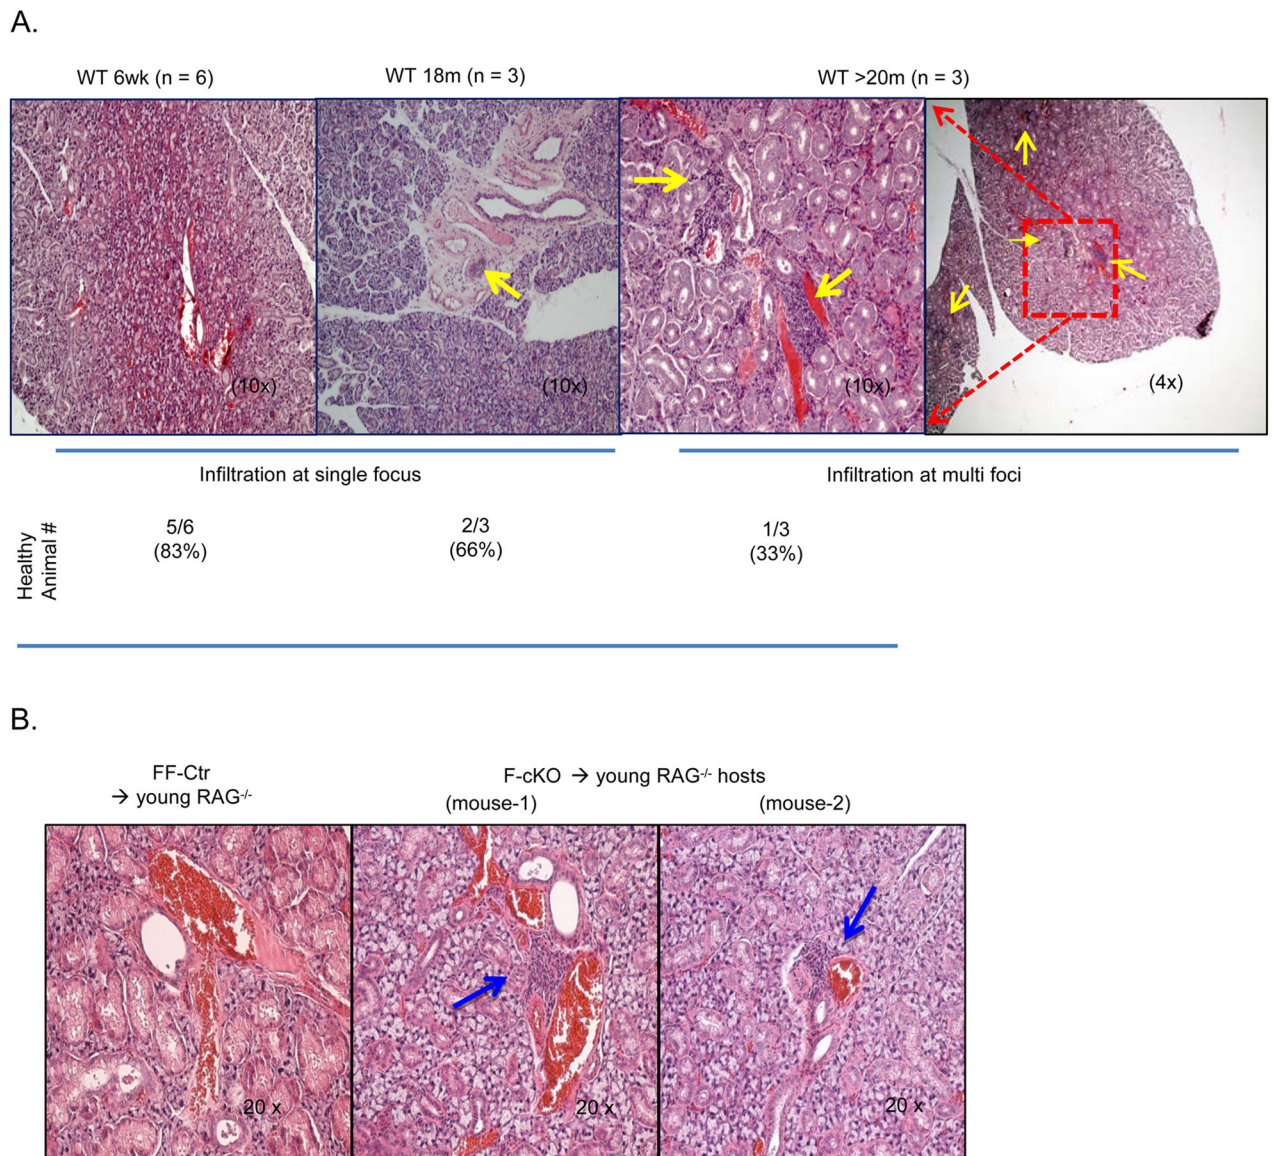 A.
WT 6wk (n = 6)
WT 18m (n = 3)
WT >20m (n = 3)
(10x)
(10x)
(10x)
(4x)
Infiltration at single focus
Infiltration at multi foci
Healthy
Animal #
5/6
(83%)
2/3
(66%)
1/3
(33%)
B.
FF-Ctr
→ young RAG-/-
F-cKO → young RAG-/- hosts
(mouse-1)
(mouse-2)
20 x
20 x
20 x